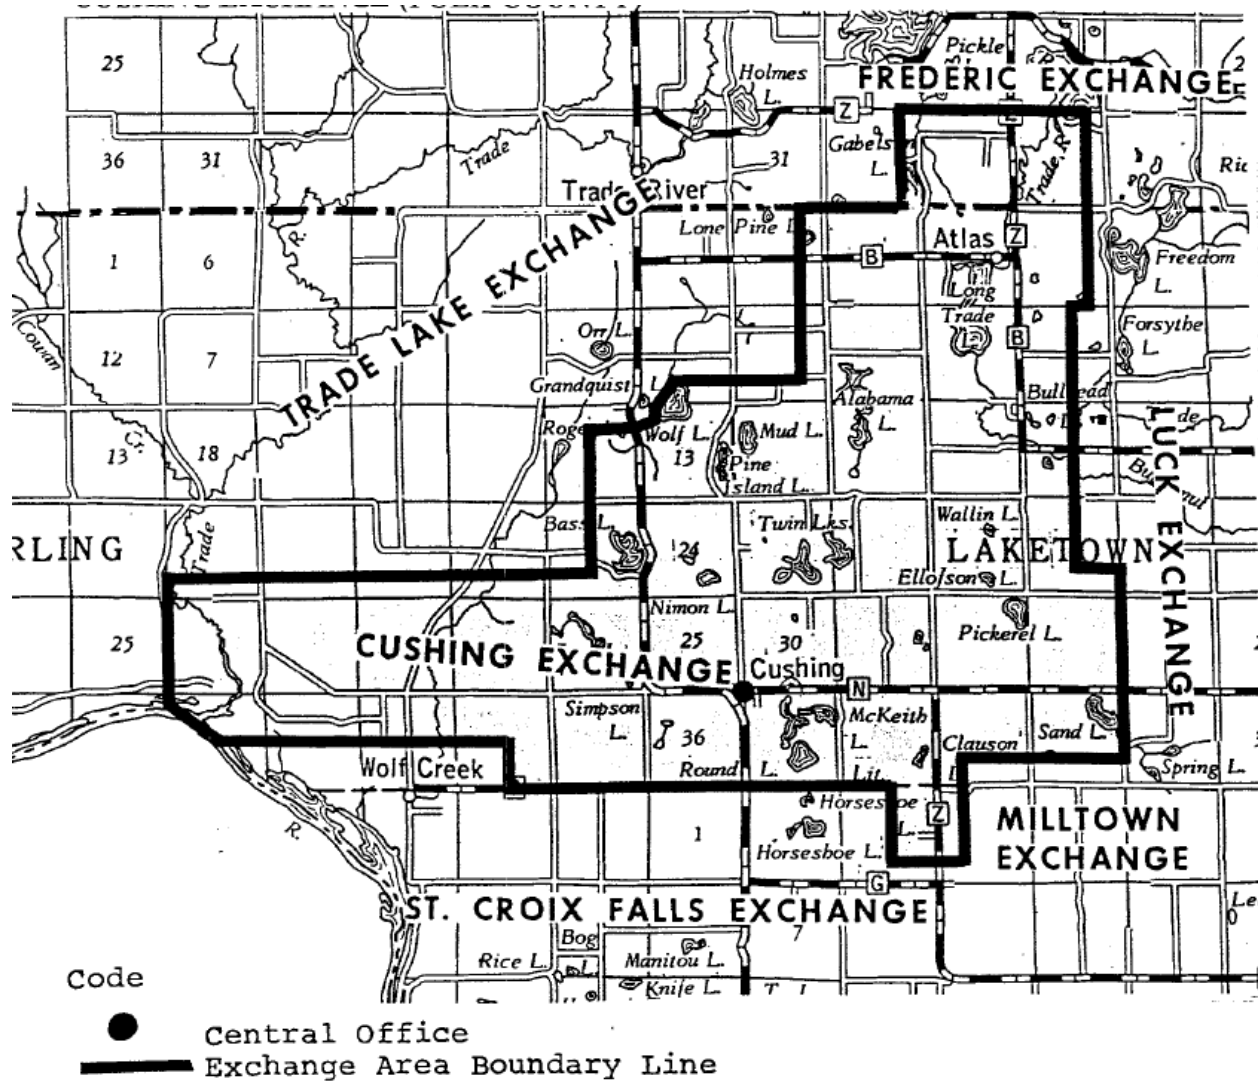 25
Holmes
L.
Pickle
FREDERIC EXCHANGE
Z
Z
36
31
Trade
31
Gabels
L.
Trade R.
Trade River
Lone Pine L.
Atlas
Z
B
1
6
R.
Freedom
L.
Long
Trade
L.
TRADE LAKE EXCHANGE
Cowan
12
7
Orr L.
B
Forsythe
L.
Grandquist L.
Alabama
L.
Bullhead
L.
13
18
Wolf L.
13
Mud L.
Pine
Island L.
LUCK EXCHANGE
Bass L.
24
Twin Lks.
Wallin L.
Trade
RLING
LAKETOWN
Ellofson L.
Nimon L.
25
25
30
Pickerel L.
CUSHING EXCHANGE
Cushing
N
Simpson
L.
36
McKeith
L.
Sand L.
Clauson
L.
Wolf Creek
Round L.
Lit.
Horseshoe
L.
Spring L.
R.
1
Horseshoe L.
Z
MILLTOWN
EXCHANGE
G
ST. CROIX FALLS EXCHANGE
7
Bog
L.
Rice L.
Manitou L.
Knife L.
Code
Central Office
Exchange Area Boundary Line